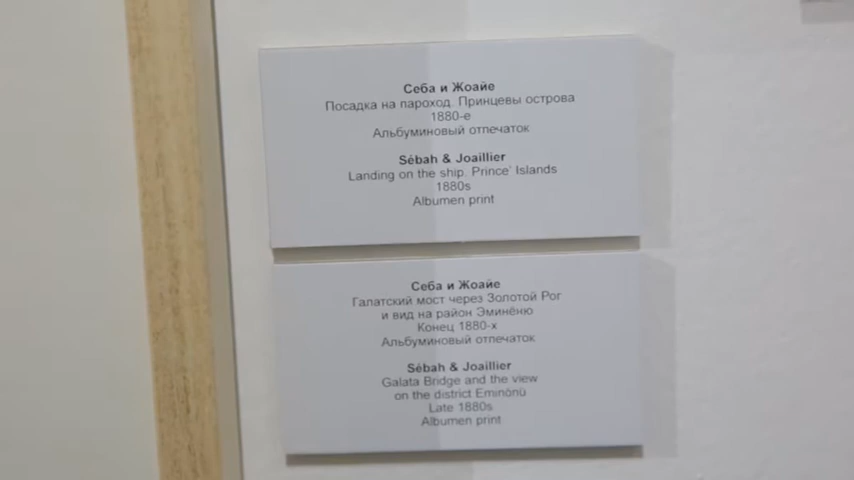 Себа и Жоайе
Посадка на пароход. Принцевы острова
1880-е
Альбуминовый отпечаток
Sébah & Joaillier
Landing on the ship. Prince' Islands
1880s
Albumen print
Себа и Жоайе
Галатский мост через Золотой Рог
и вид на район Эминёню
Конец 1880-х
Альбуминовый отпечаток
Sébah & Joaillier
Galata Bridge and the view
on the district Eminönü
Late 1880s
Albumen print